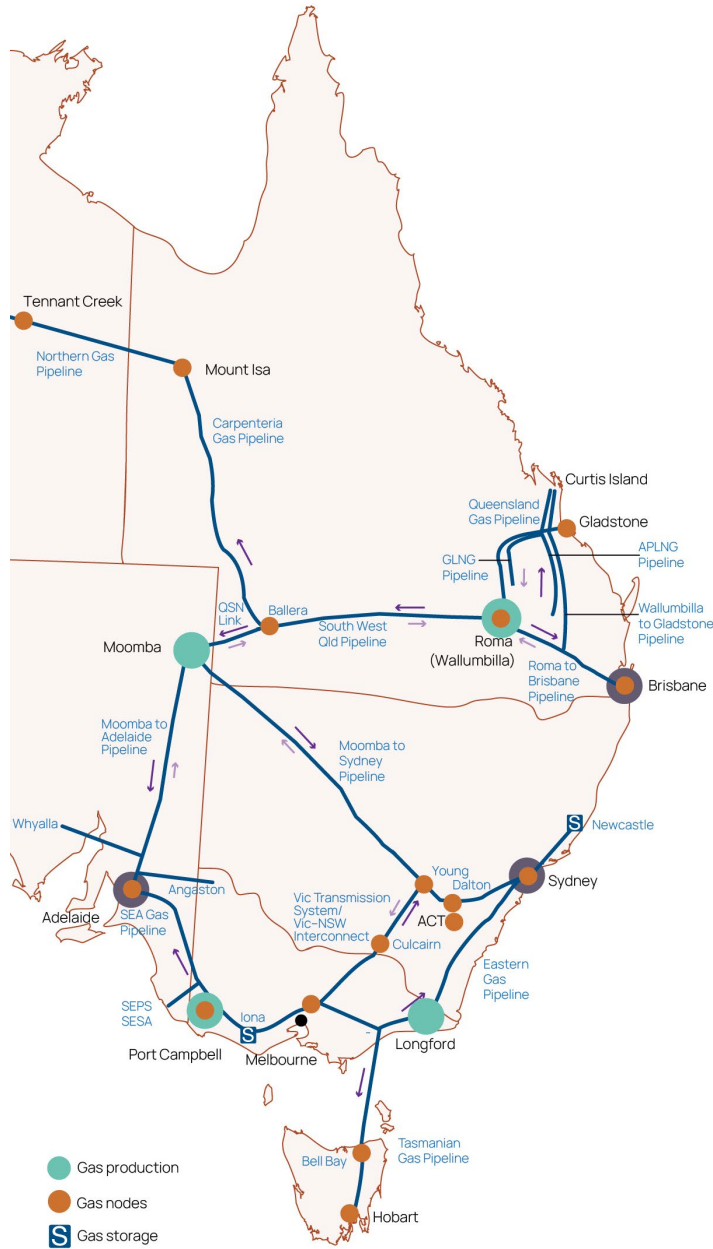 Tennant Creek
Northern Gas
Pipeline
Mount Isa
Carpenteria
Gas Pipeline
Curtis Island
Queensland
Gas Pipeline
Gladstone
GLNG
Pipeline
APLNG
Pipeline
QSN
Link
Ballera
South West
Qld Pipeline
Wallumbilla
to Gladstone
Pipeline
Moomba
Roma
(Wallumbilla)
Roma to
Brisbane
Pipeline
Brisbane
Moomba to
Adelaide
Pipeline
Moomba to
Sydney
Pipeline
Whyalla
S
Newcastle
Angaston
Young
Dalton
Sydney
Adelaide
SEA Gas
Pipeline
Vic Transmission
System/
Vic-NSW
Interconnect
ACT
Culcairn
Eastern
Gas
Pipeline
SEPS
SESA
Iona
S
Port Campbell
Melbourne
Longford
Bell Bay
Tasmanian
Gas Pipeline
Hobart
Gas production
Gas nodes
S Gas storage